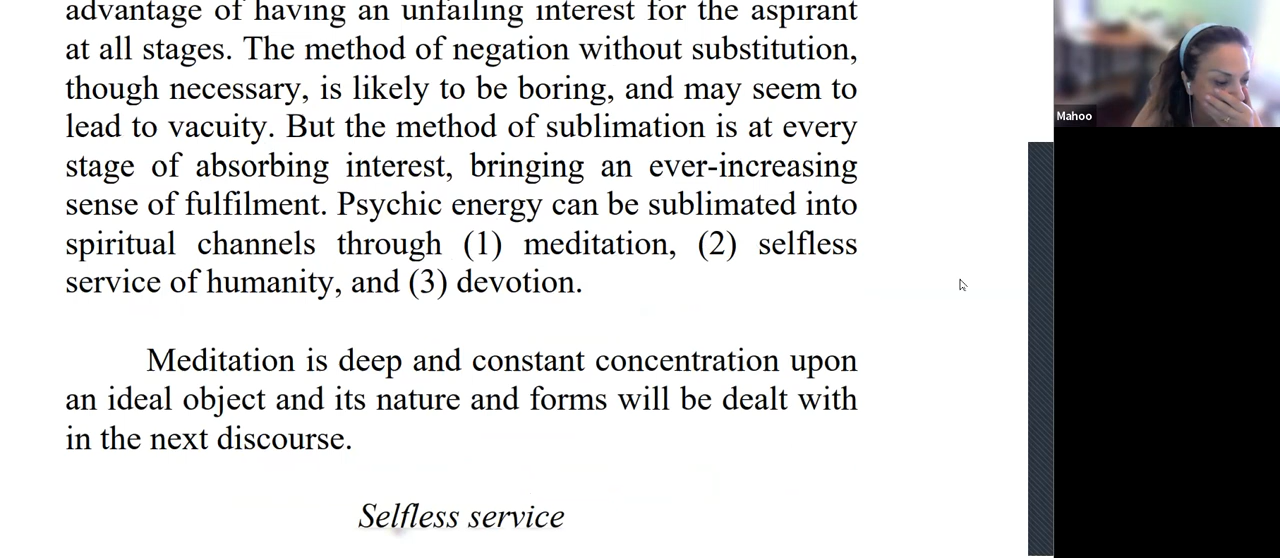 advantage of having an unfailing interest for the aspirant
at all stages. The method of negation without substitution,
though necessary, is likely to be boring, and may seem to
lead to vacuity. But the method of sublimation is at every
stage of absorbing interest, bringing an ever-increasing
sense of fulfilment. Psychic energy can be sublimated into
spiritual channels through (1) meditation, (2) selfless
service of humanity, and (3) devotion.
Meditation is deep and constant concentration upon
an ideal object and its nature and forms will be dealt with
in the next discourse.
Selfless service
Mahoo